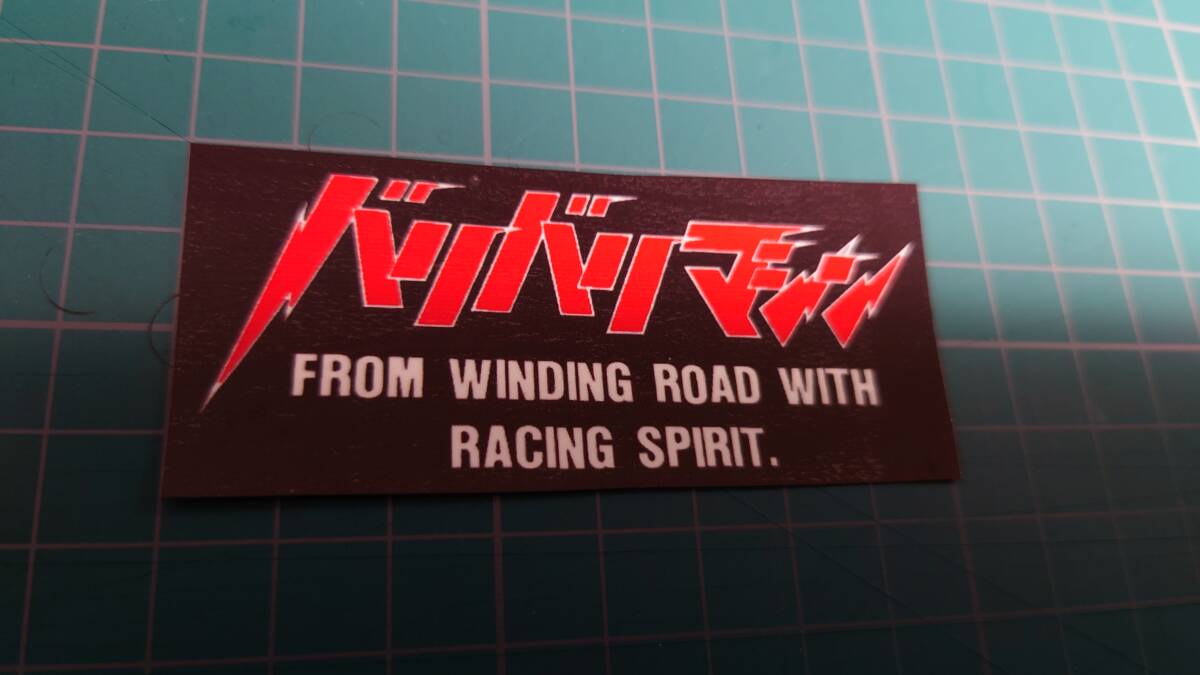 バリバリマシン
FROM WINDING ROAD WITH
RACING SPIRIT.